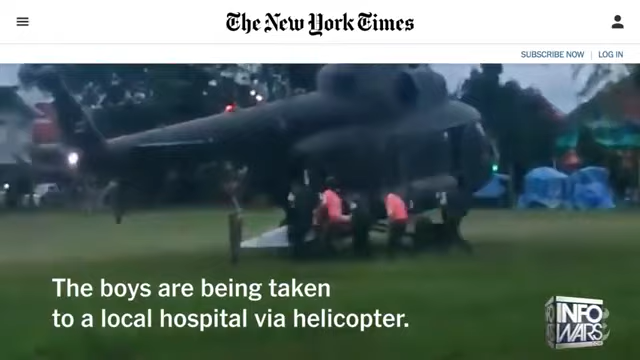 The New York Times
SUBSCRIBE NOW | LOG IN
The boys are being taken
to a local hospital via helicopter.
INFO
WARS